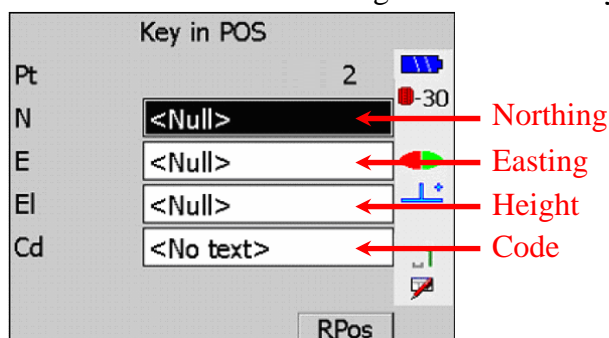 Key in POS
Pt 2
-30
N <Null> Northing
E <Null> Easting
El <Null> Height
Cd <No text> Code
RPos